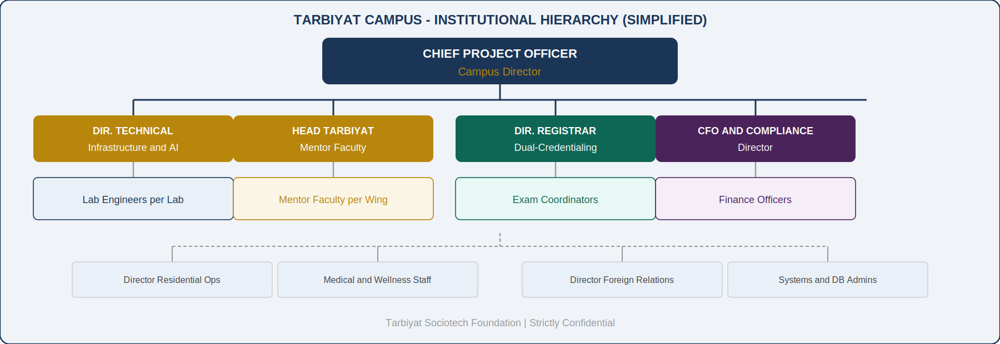 TARBIYAT CAMPUS - INSTITUTIONAL HIERARCHY (SIMPLIFIED)
CHIEF PROJECT OFFICER
Campus Director
DIR. TECHNICAL
Infrastructure and AI
HEAD TARBIYAT
Mentor Faculty
DIR. REGISTRAR
Dual-Credentialing
CFO AND COMPLIANCE
Director
Lab Engineers per Lab
Mentor Faculty per Wing
Exam Coordinators
Finance Officers
Director Residential Ops
Medical and Wellness Staff
Director Foreign Relations
Systems and DB Admins
Tarbiyat Sociotech Foundation | Strictly Confidential